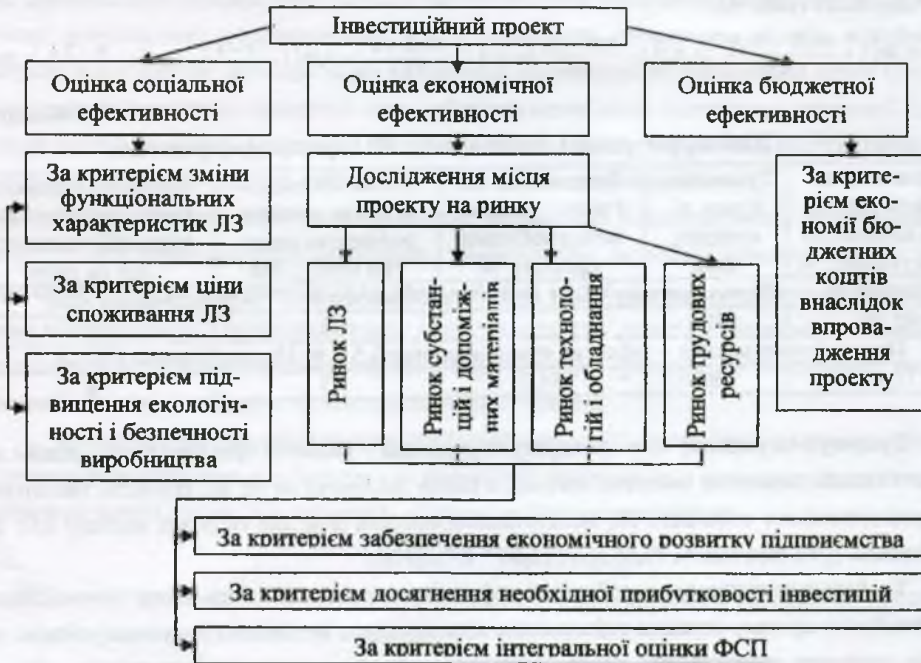 Інвестиційний проект
Оцінка соціальної
ефективності
Оцінка економічної
ефективності
Оцінка бюджетної
ефективності
За критерієм зміни
функціональних
характеристик ЛЗ
За критерієм ціни
споживання ЛЗ
За критерієм під-
вищення екологіч-
ності і безпечності
виробництва
Дослідження місця
проекту на ринку
Ринок ЛЗ
Ринок субстан-
цій і допоміж-
них матеріалів
Ринок техноло-
гій і обладнання
Ринок трудових
ресурсів
За крите-
рієм еко-
номії бю-
джетних
коштів
внаслідок
впрова-
дження
проекту
За критерієм забезпечення економічного розвитку підприємства
За критерієм досягнення необхідної прибутковості інвестицій
За критерієм інтегральної оцінки ФСП